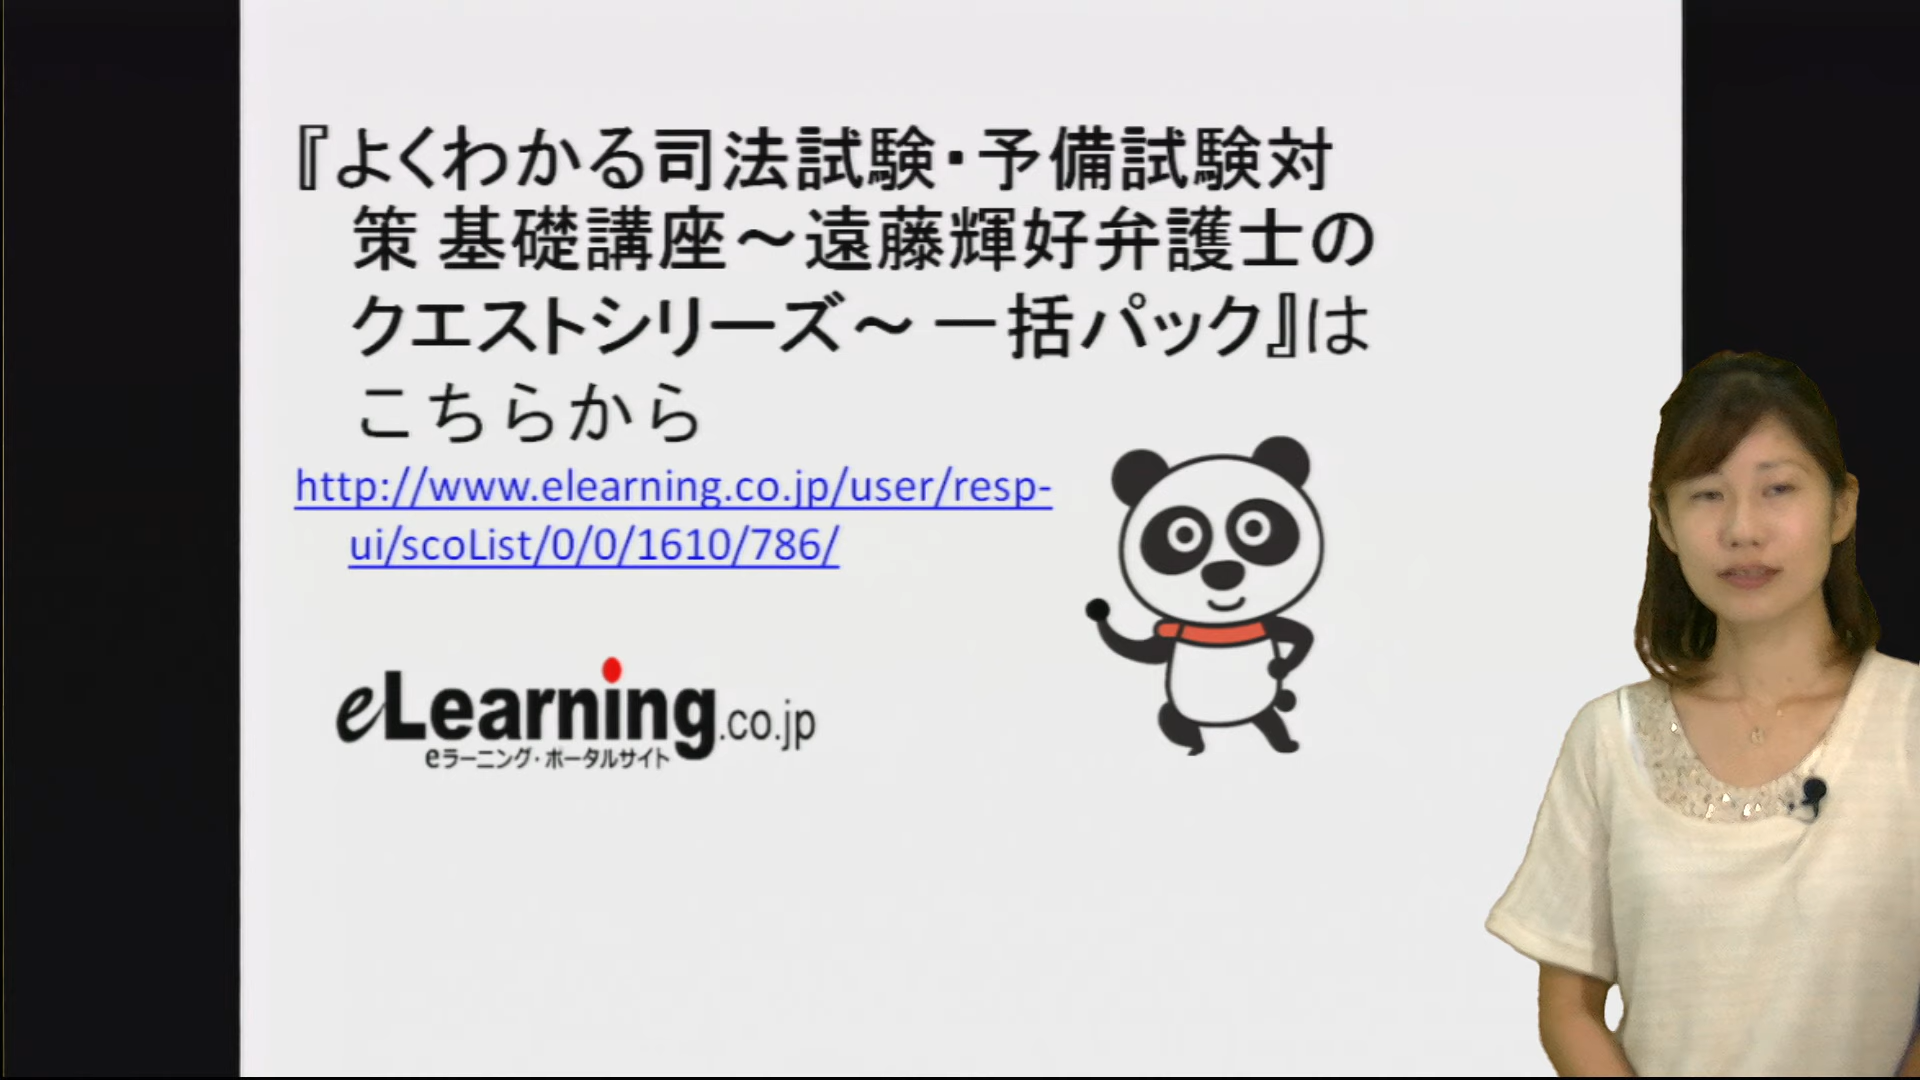 『よくわかる司法試験・予備試験対
策 基礎講座～遠藤輝好弁護士の
クエストシリーズ～一括パック』は
こちらから
http://www.elearning.co.jp/user/resp-
ui/scoList/0/0/1610/786/
eLearning.co.jp
eラーニング・ポータルサイト